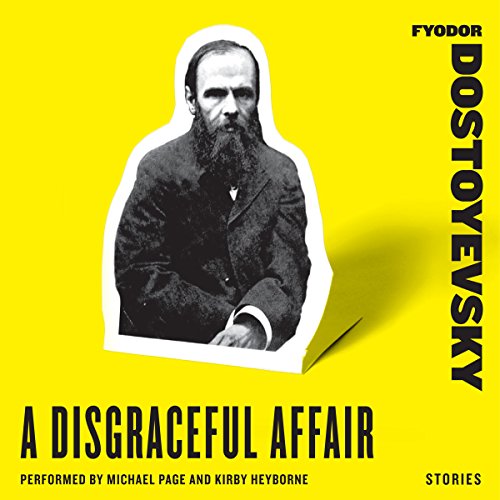 FYODOR
DOSTOYEVSKY
A DISGRACEFUL AFFAIR
PERFORMED BY MICHAEL PAGE AND KIRBY HEYBORNE
STORIES